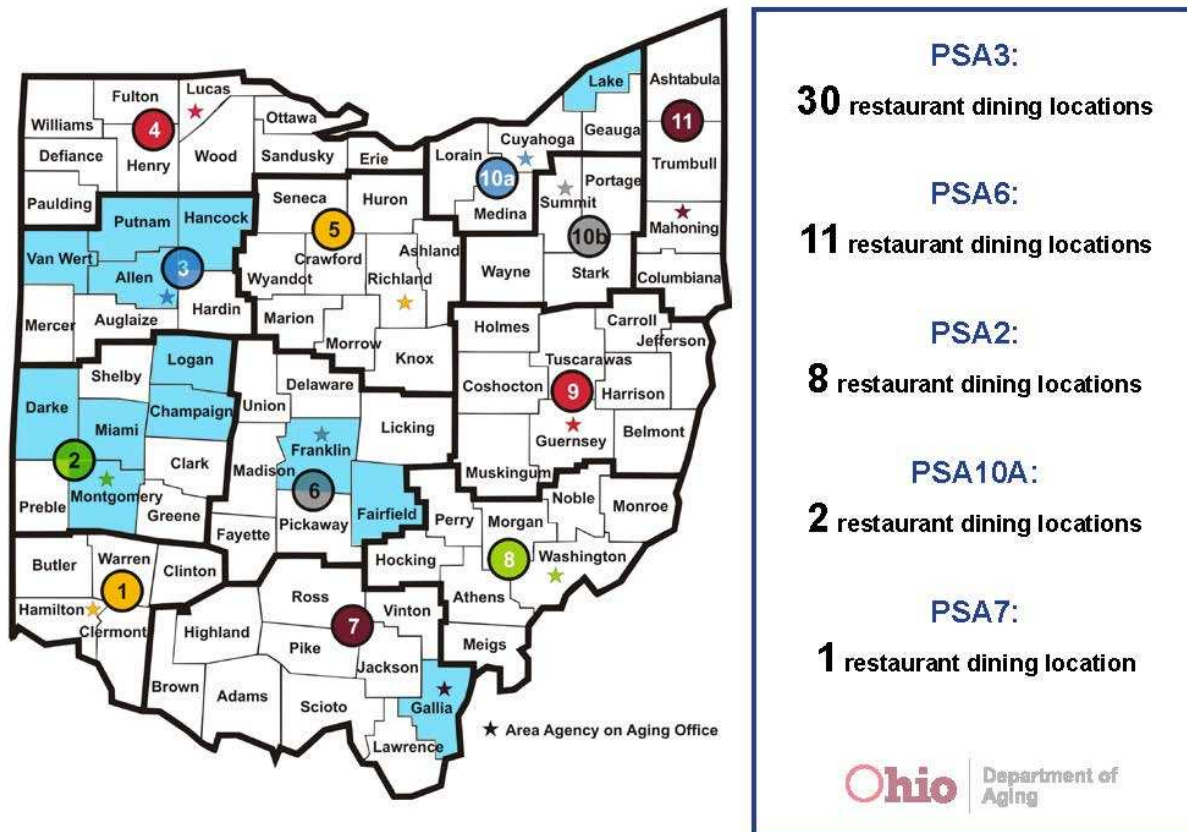 Lake
Ashtabula
Lucas
Fulton
Williams
Ottawa
4
11
Geauga
Cuyahoga
Lorain
Defiance
Henry
Wood
Sandusky
Erie
Trumbull
10a
Portage
Paulding
Seneca
Huron
Summit
Medina
Putnam
Hancock
5
Mahoning
10b
Ashland
Van Wert
3
Crawford
Allen
Wyandot
Richland
Wayne
Stark
Columbiana
Hardin
Mercer
Auglaize
Marion
Holmes
Carroll
Jefferson
Morrow
Knox
Tuscarawas
Logan
Shelby
Delaware
Coshocton
9
Harrison
Union
Darke
Champaign
Miami
Licking
Guernsey
Belmont
Franklin
2
Clark
Madison
Muskingum
Montgomery
6
Noble
Preble
Greene
Pickaway
Fairfield
Perry
Morgan
Monroe
Fayette
Hocking
8
Washington
Butler
Warren
Clinton
1
Athens
Ross
Hamilton
Vinton
7
Clermont
Highland
Pike
Meigs
Jackson
Brown
Adams
Scioto
Gallia
Lawrence
★ Area Agency on Aging Office
PSA3:
30 restaurant dining locations
PSA6:
11 restaurant dining locations
PSA2:
8 restaurant dining locations
PSA10A:
2 restaurant dining locations
PSA7:
1 restaurant dining location
Ohio
Department of
Aging